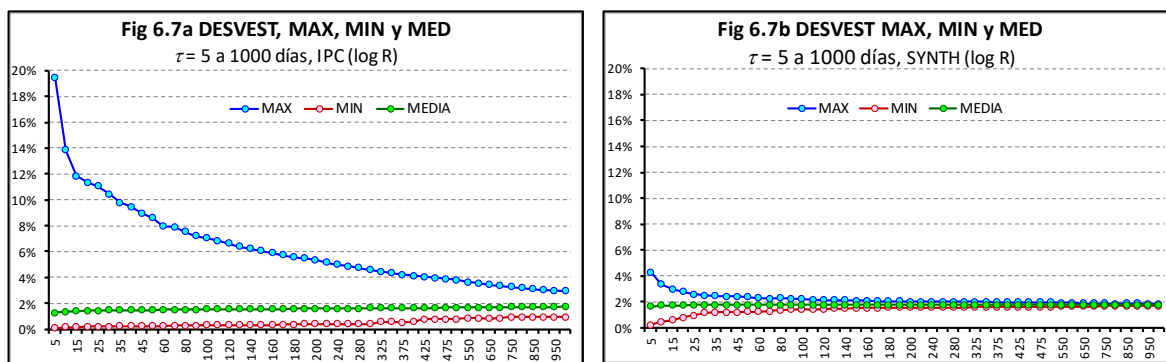 Fig 6.7a DESVEST, MAX, MIN y MED
τ = 5 a 1000 días, IPC (log R)
20%
18%
16%
14%
12%
10%
8%
6%
4%
2%
0%
MAX MIN MEDIA
5 15 25 35 45 60 80 100 120 140 160 180 200 240 280 325 375 425 475 550 650 750 850 950
Fig 6.7b DESVEST MAX, MIN y MED
τ = 5 a 1000 días, SYNTH (log R)
20%
18%
16%
14%
12%
10%
8%
6%
4%
2%
0%
MAX MIN MEDIA
5 15 25 35 45 60 80 100 120 140 160 180 200 240 280 325 375 425 475 550 650 750 850 950